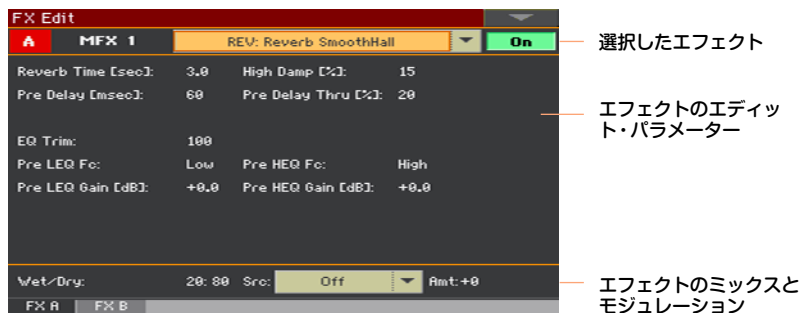 FX Edit
A MFX 1 REV: Reverb SmoothHall On
選択したエフェクト
Reverb Time [sec]: 3.0 High Damp [%]: 15
Pre Delay [msec]: 60 Pre Delay Thru [%]: 20
エフェクトのエディッ
ト・パラメーター
EQ Trim: 100
Pre LEQ Fc: Low Pre HEQ Fc: High
Pre LEQ Gain [dB]: +0.0 Pre HEQ Gain [dB]: +0.0
Wet/Dry: 20:80 Src: Off Amt:+0
エフェクトのミックスと
モジュレーション
FX A FX B